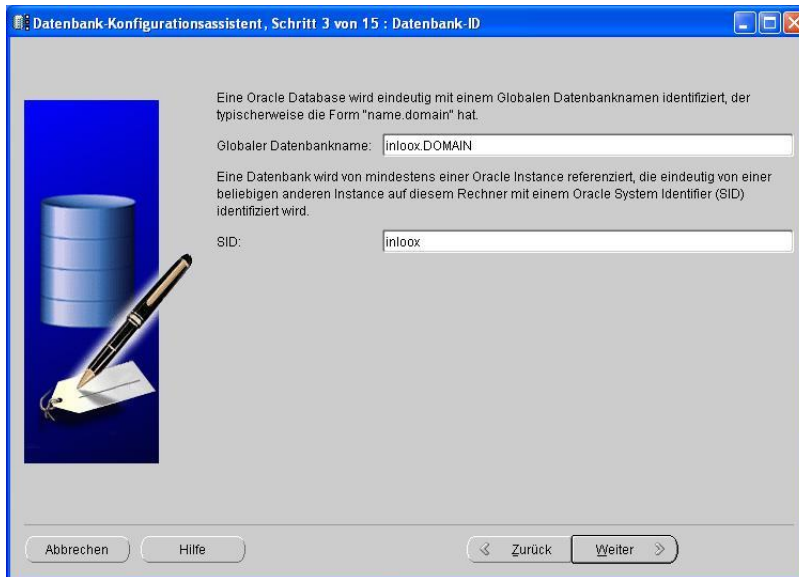 Datenbank-Konfigurationsassistent, Schritt 3 von 15 : Datenbank-ID
Eine Oracle Database wird eindeutig mit einem Globalen Datenbanknamen identifiziert, der
typischerweise die Form "name.domain" hat.
Globaler Datenbankname: inloox.DOMAIN
Eine Datenbank wird von mindestens einer Oracle Instance referenziert, die eindeutig von einer
beliebigen anderen Instance auf diesem Rechner mit einem Oracle System Identifier (SID)
identifiziert wird.
SID: inloox
Abbrechen Hilfe Zurück Weiter